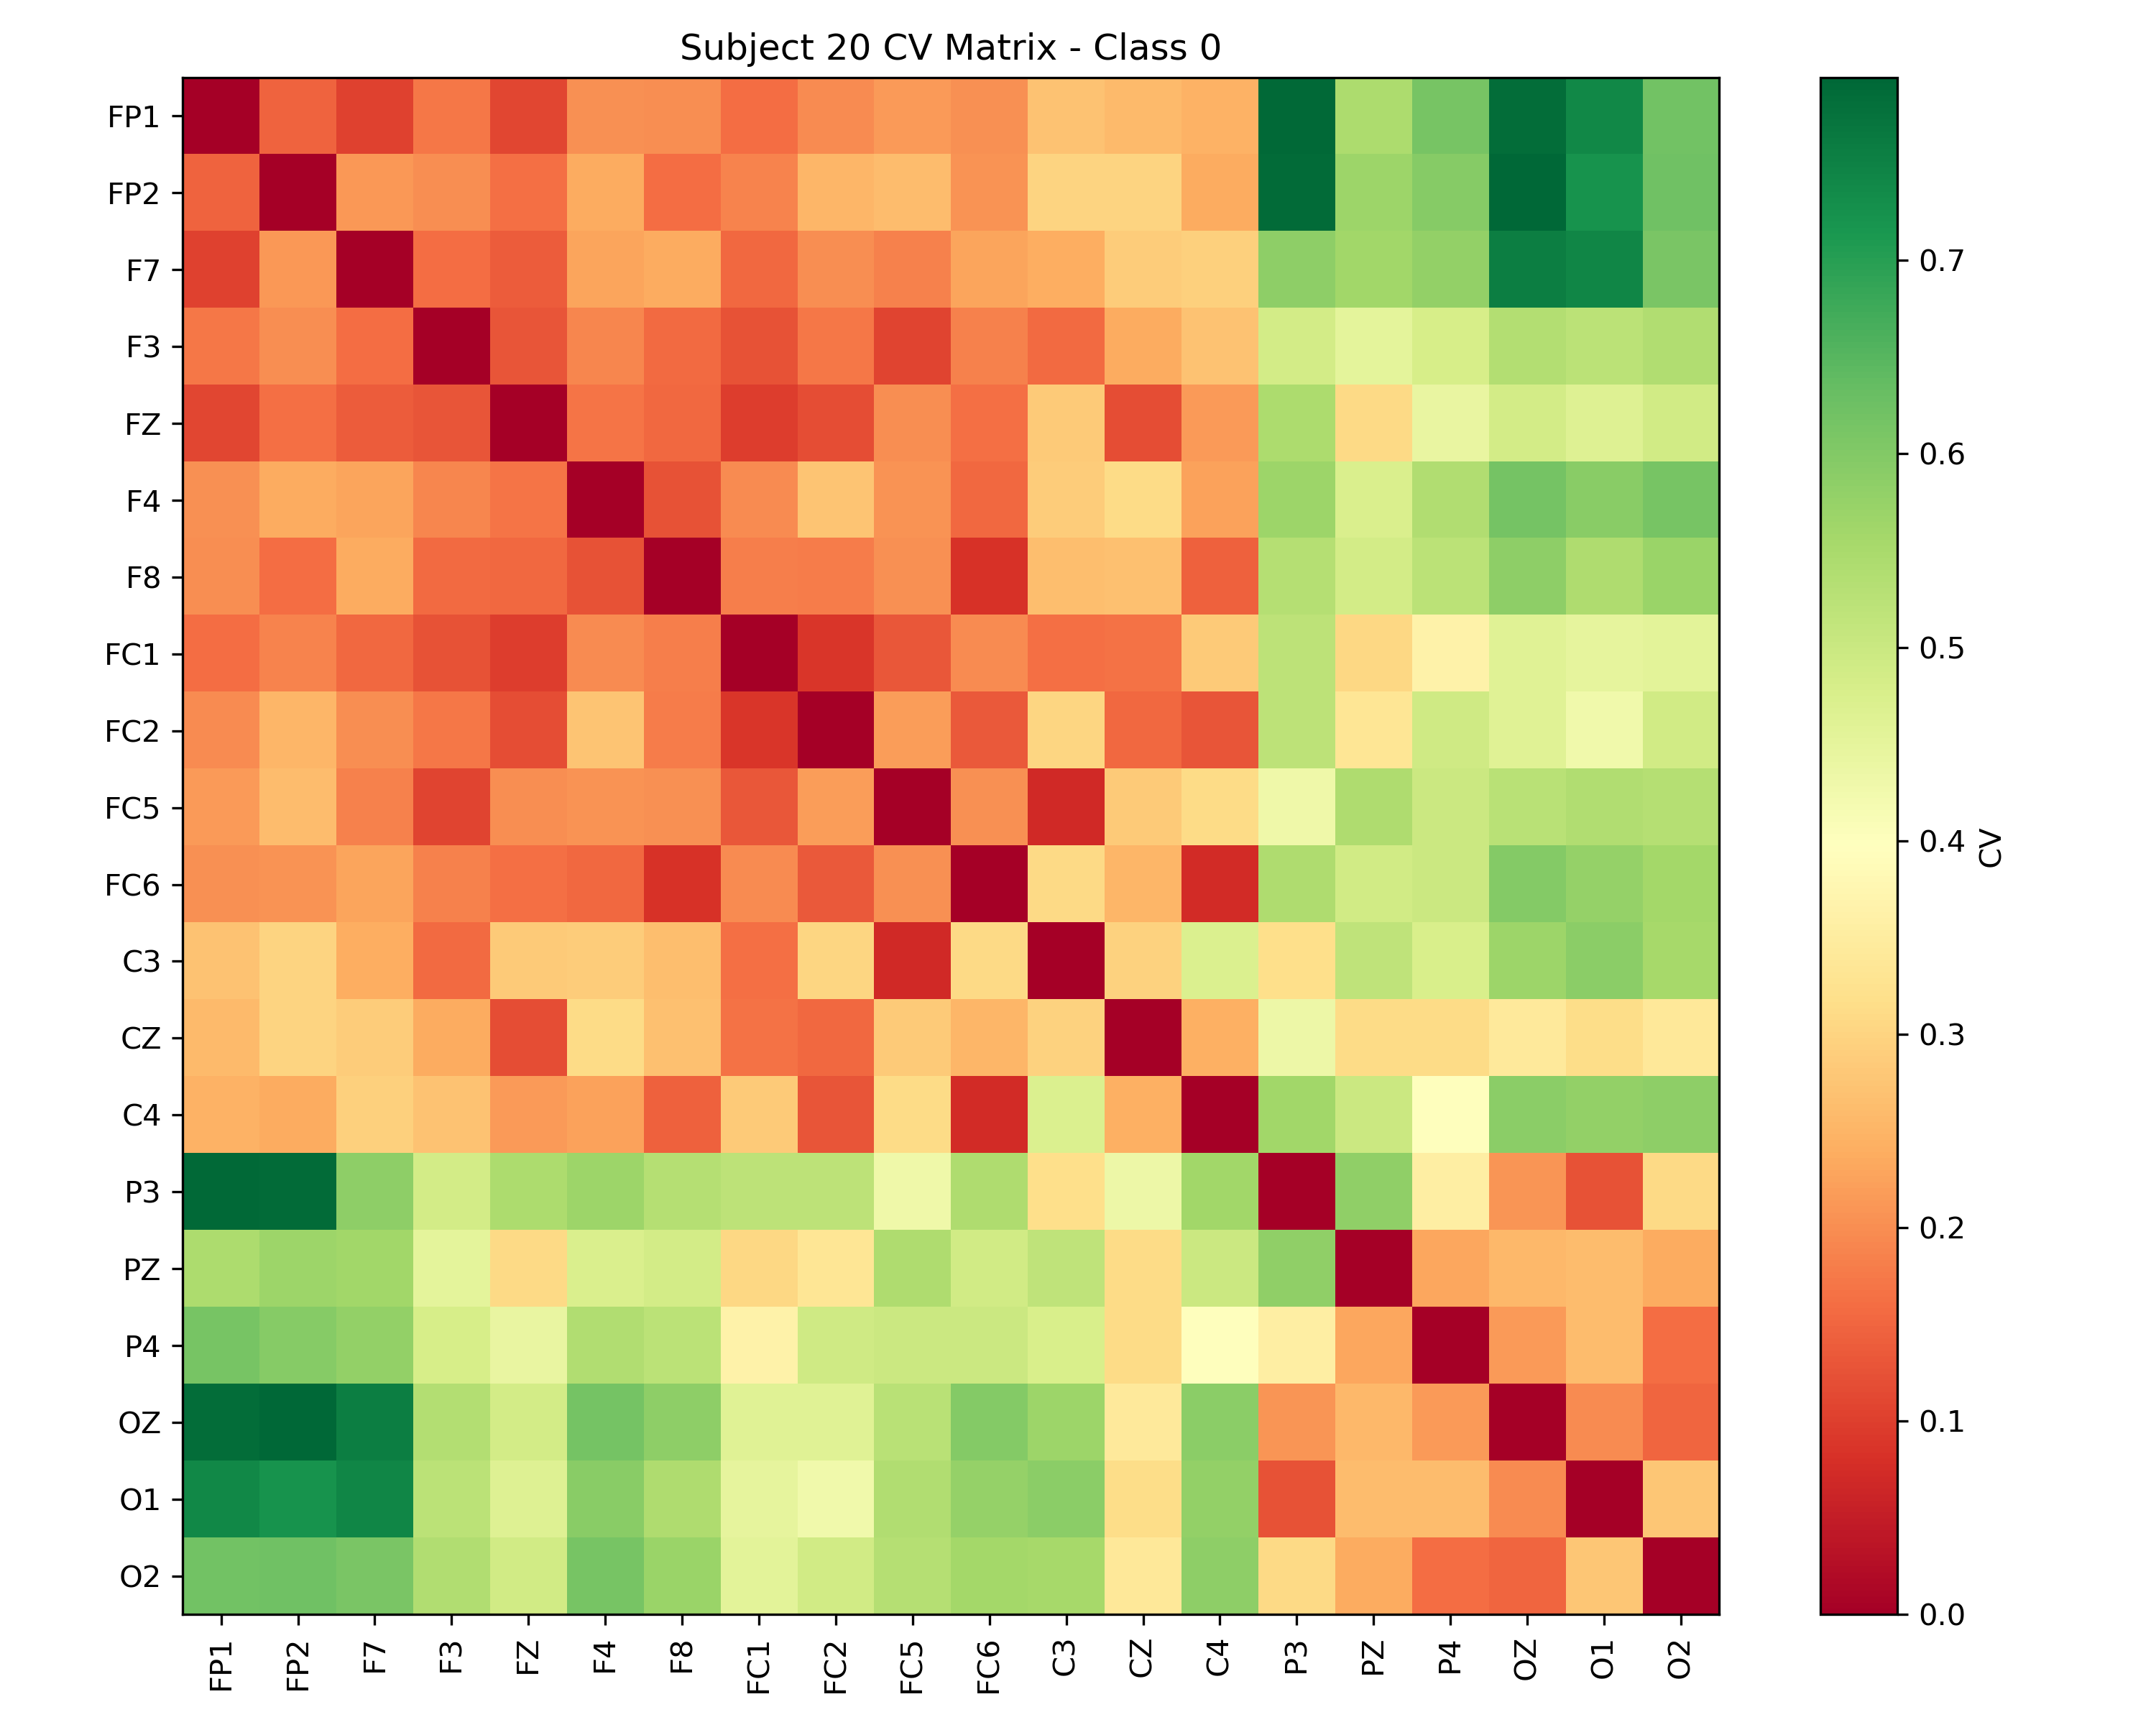 Subject 20 CV Matrix - Class 0
FP1
FP2
F7
F3
FZ
F4
F8
FC1
FC2
FC5
FC6
C3
CZ
C4
P3
PZ
P4
OZ
O1
O2
FP1 FP2 F7 F3 FZ F4 F8 FC1 FC2 FC5 FC6 C3 CZ C4 P3 PZ P4 OZ O1 O2
0.7
0.6
0.5
0.4
0.3
0.2
0.1
0.0
CV